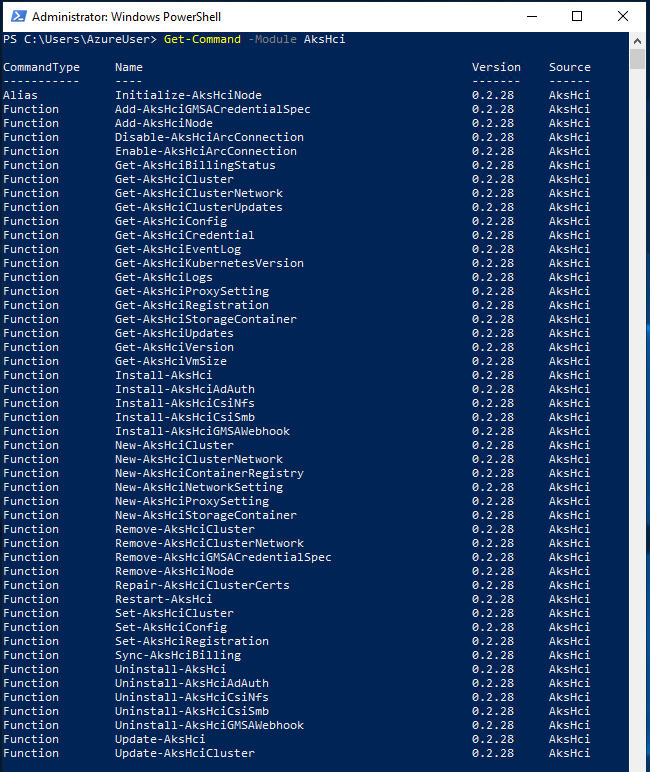 Administrator: Windows PowerShell
PS C:\Users\AzureUser> Get-Command -Module AksHci
CommandType Name Version Source
----------- ---- ------- ------
Alias Initialize-AksHciNode 0.2.28 AksHci
Function Add-AksHciGMSACredentialSpec 0.2.28 AksHci
Function Add-AksHciNode 0.2.28 AksHci
Function Disable-AksHciArcConnection 0.2.28 AksHci
Function Enable-AksHciArcConnection 0.2.28 AksHci
Function Get-AksHciBillingStatus 0.2.28 AksHci
Function Get-AksHciCluster 0.2.28 AksHci
Function Get-AksHciClusterNetwork 0.2.28 AksHci
Function Get-AksHciClusterUpdates 0.2.28 AksHci
Function Get-AksHciConfig 0.2.28 AksHci
Function Get-AksHciCredential 0.2.28 AksHci
Function Get-AksHciEventLog 0.2.28 AksHci
Function Get-AksHciKubernetesVersion 0.2.28 AksHci
Function Get-AksHciLogs 0.2.28 AksHci
Function Get-AksHciProxySetting 0.2.28 AksHci
Function Get-AksHciRegistration 0.2.28 AksHci
Function Get-AksHciStorageContainer 0.2.28 AksHci
Function Get-AksHciUpdates 0.2.28 AksHci
Function Get-AksHciVersion 0.2.28 AksHci
Function Get-AksHciVmSize 0.2.28 AksHci
Function Install-AksHci 0.2.28 AksHci
Function Install-AksHciAdAuth 0.2.28 AksHci
Function Install-AksHciCsiNfs 0.2.28 AksHci
Function Install-AksHciCsiSmb 0.2.28 AksHci
Function Install-AksHciGMSAWebhook 0.2.28 AksHci
Function New-AksHciCluster 0.2.28 AksHci
Function New-AksHciClusterNetwork 0.2.28 AksHci
Function New-AksHciContainerRegistry 0.2.28 AksHci
Function New-AksHciNetworkSetting 0.2.28 AksHci
Function New-AksHciProxySetting 0.2.28 AksHci
Function New-AksHciStorageContainer 0.2.28 AksHci
Function Remove-AksHciCluster 0.2.28 AksHci
Function Remove-AksHciClusterNetwork 0.2.28 AksHci
Function Remove-AksHciGMSACredentialSpec 0.2.28 AksHci
Function Remove-AksHciNode 0.2.28 AksHci
Function Repair-AksHciClusterCerts 0.2.28 AksHci
Function Restart-AksHci 0.2.28 AksHci
Function Set-AksHciCluster 0.2.28 AksHci
Function Set-AksHciConfig 0.2.28 AksHci
Function Set-AksHciRegistration 0.2.28 AksHci
Function Sync-AksHciBilling 0.2.28 AksHci
Function Uninstall-AksHci 0.2.28 AksHci
Function Uninstall-AksHciAdAuth 0.2.28 AksHci
Function Uninstall-AksHciCsiNfs 0.2.28 AksHci
Function Uninstall-AksHciCsiSmb 0.2.28 AksHci
Function Uninstall-AksHciGMSAWebhook 0.2.28 AksHci
Function Update-AksHci 0.2.28 AksHci
Function Update-AksHciCluster 0.2.28 AksHci